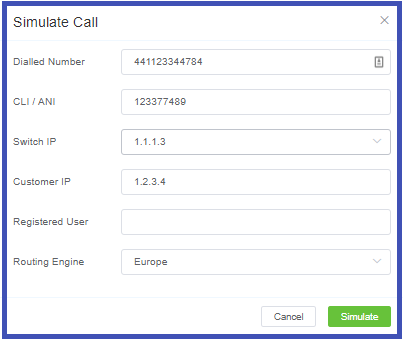 Simulate Call
Dialled Number 441123344784
CLI / ANI 123377489
Switch IP 1.1.1.3
Customer IP 1.2.3.4
Registered User
Routing Engine Europe
Cancel Simulate